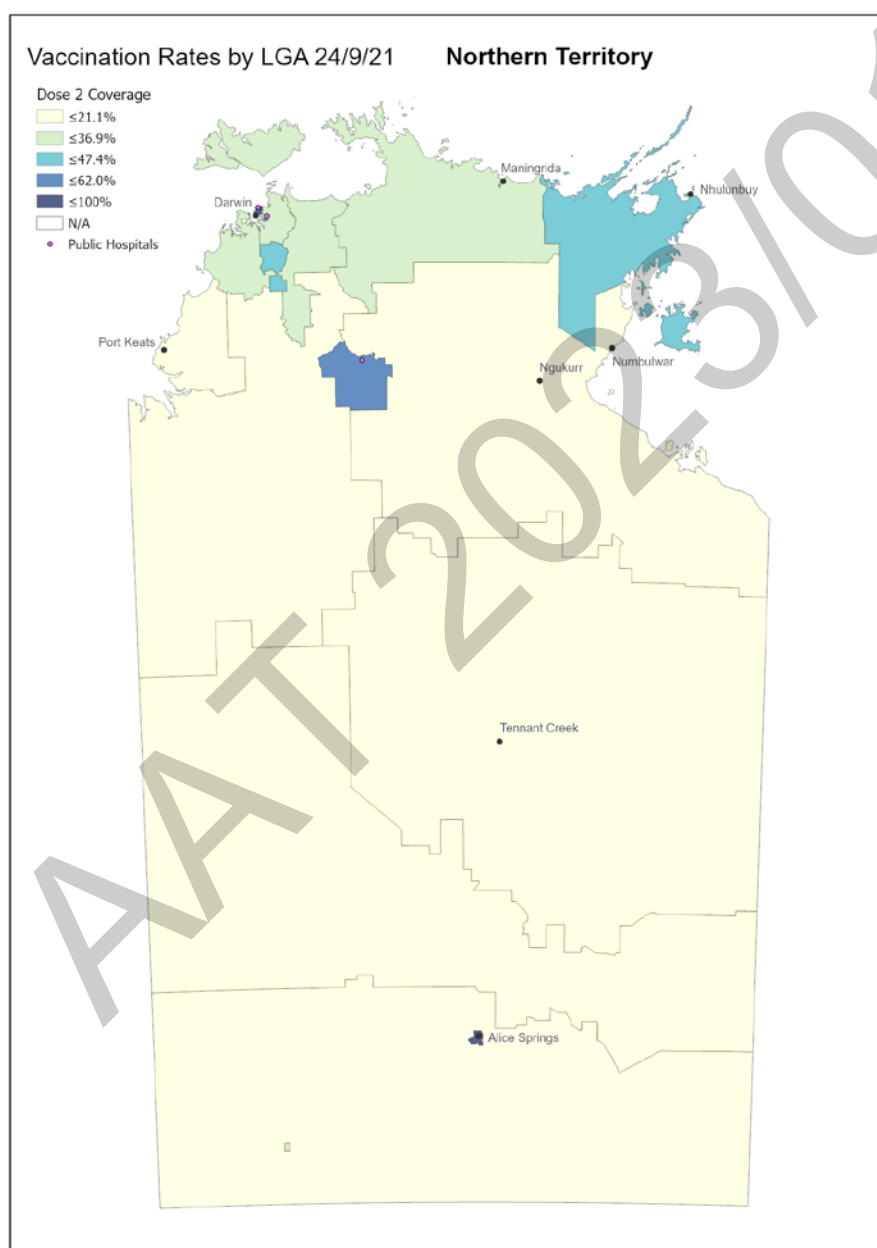 Vaccination Rates by LGA 24/9/21 Northern Territory
Dose 2 Coverage
≤21.1%
≤36.9%
≤47.4%
≤62.0%
≤100%
N/A
Public Hospitals
Maningrida
Nhulunbuy
Darwin
Port Keats
Numbulwar
Ngukurr
Tennant Creek
Alice Springs
AAT 2023/0